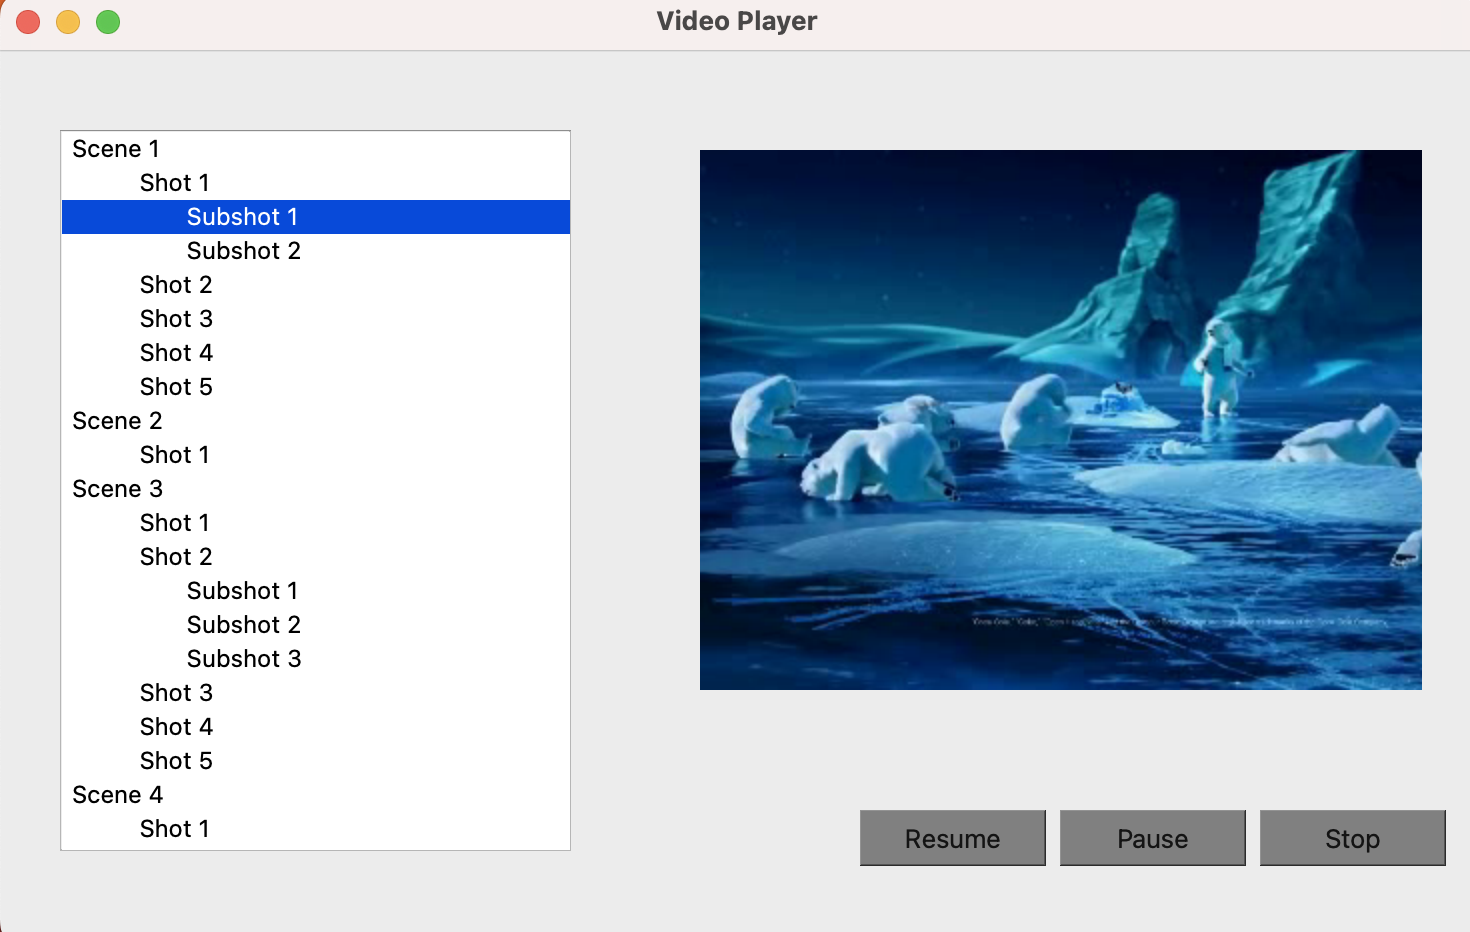 Video Player
Scene 1
Shot 1
Subshot 1
Subshot 2
Shot 2
Shot 3
Shot 4
Shot 5
Scene 2
Shot 1
Scene 3
Shot 1
Shot 2
Subshot 1
Subshot 2
Subshot 3
Shot 3
Shot 4
Shot 5
Scene 4
Shot 1
Resume
Pause
Stop